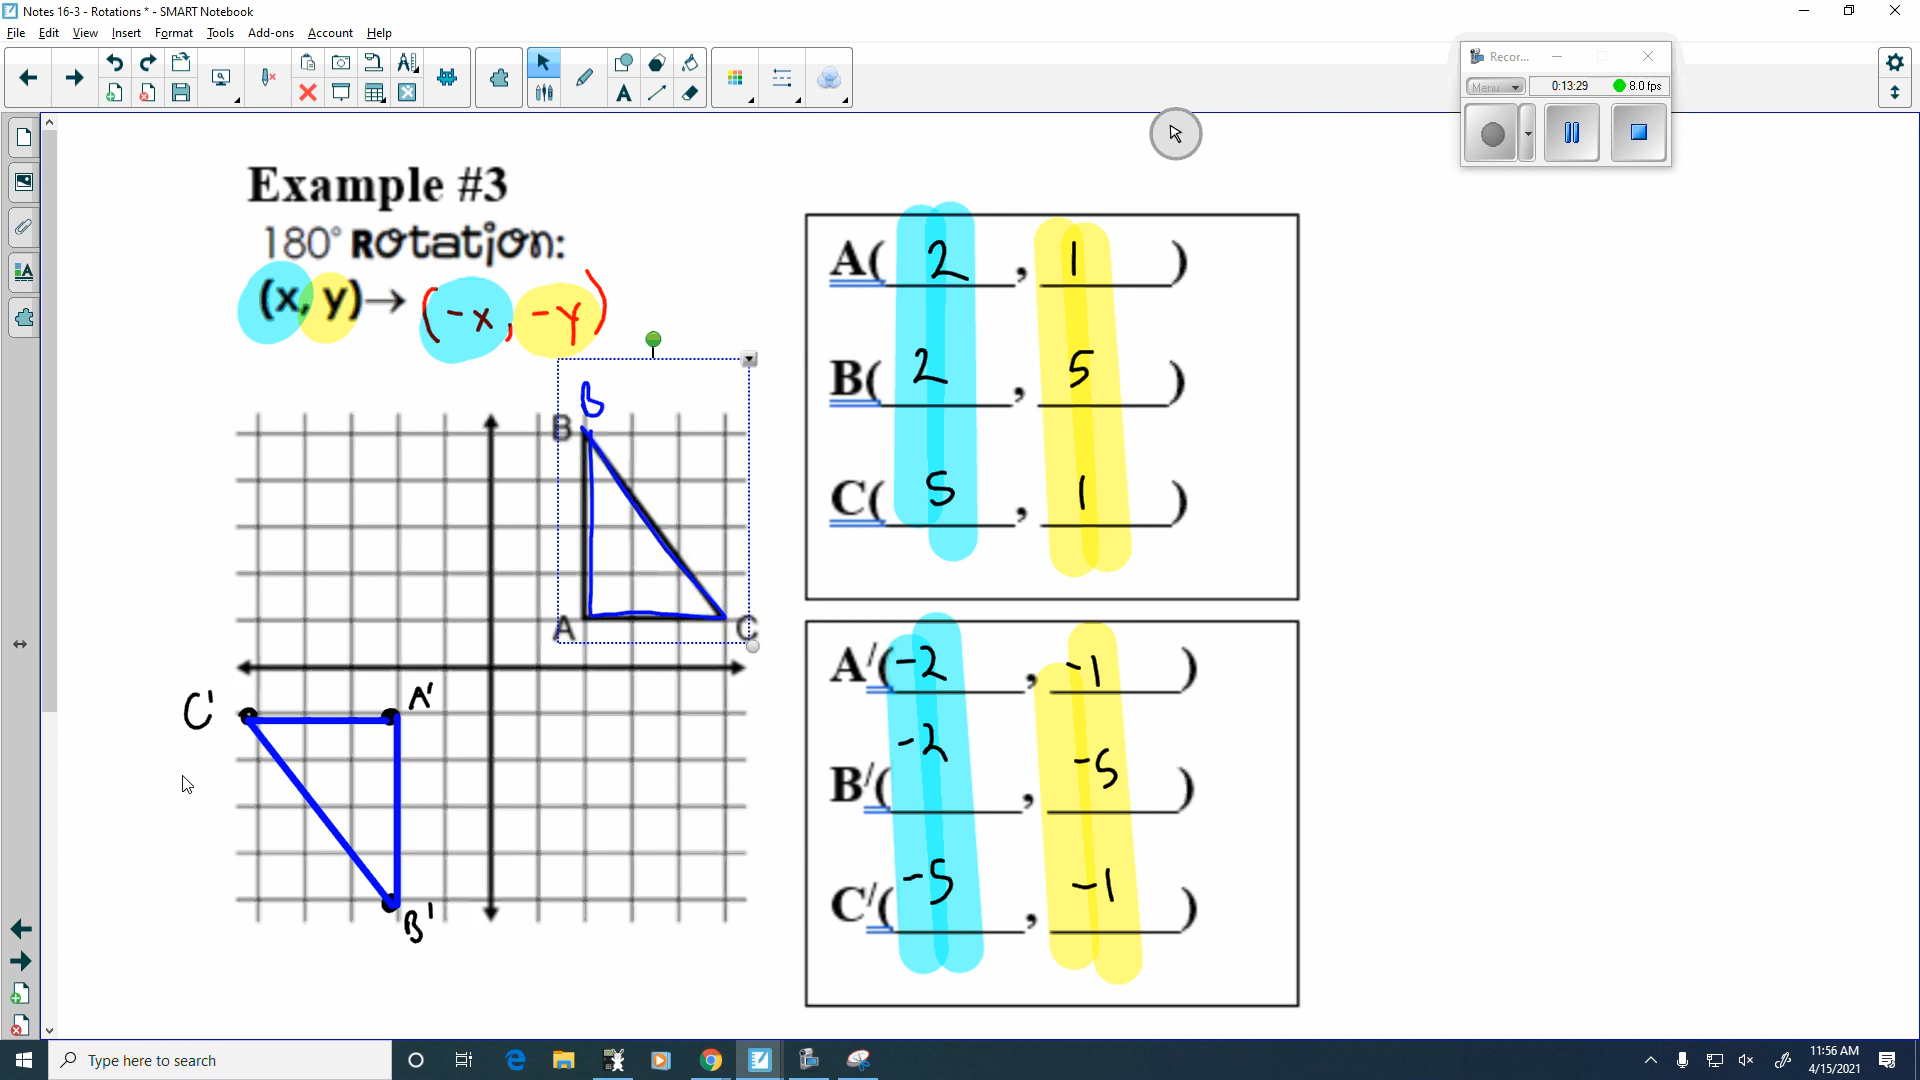 Notes 16-3 - Rotations * - SMART Notebook
File Edit View Insert Format Tools Add-ons Account Help
Recor...
Menu 0:13:29 8.0 fps
Example #3
180° Rotation:
(x, y)→ (-x, -y)
B
B
A C
C' A'
B'
A( 2 , 1 )
B( 2 , 5 )
C( 5 , 1 )
A/( -2 , -1 )
B/( -2 , -5 )
C/( -5 , -1 )
Type here to search
11:56 AM
4/15/2021